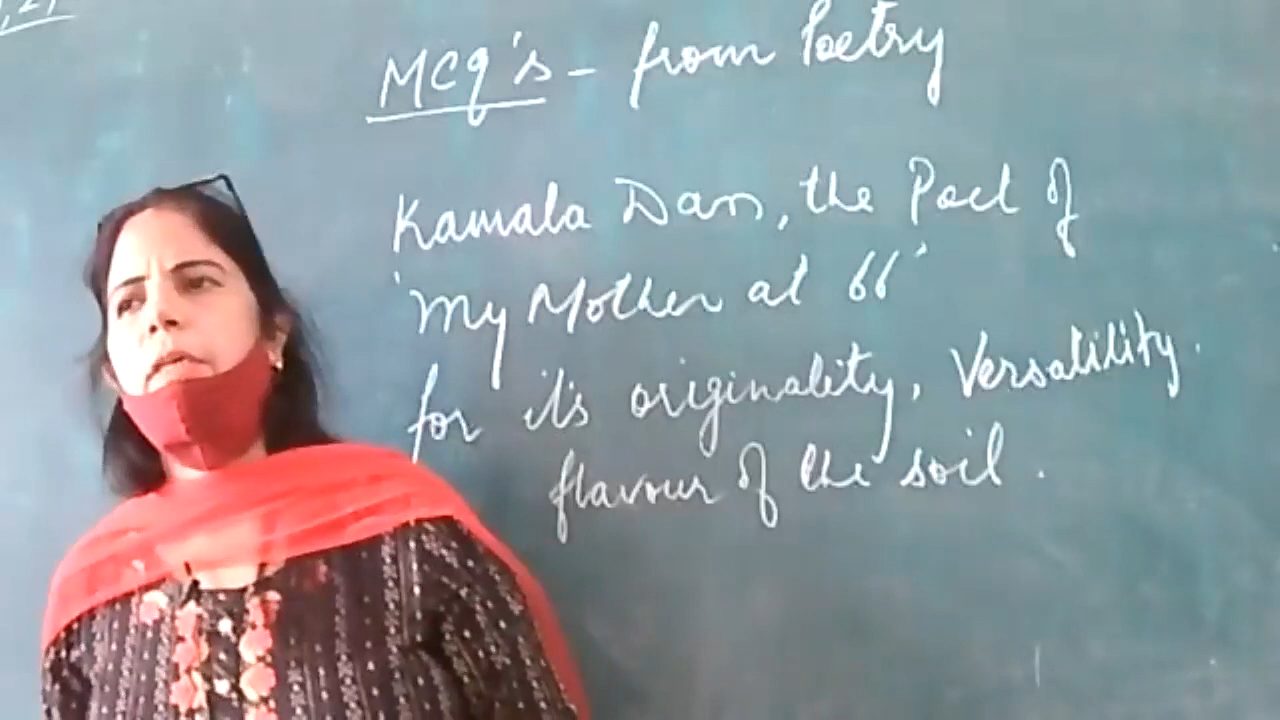 MCQ's - from Poetry
Kamala Das, the Poet of
'My Mother at 66'
for it's originality, Versatility.
flavour of the soil.